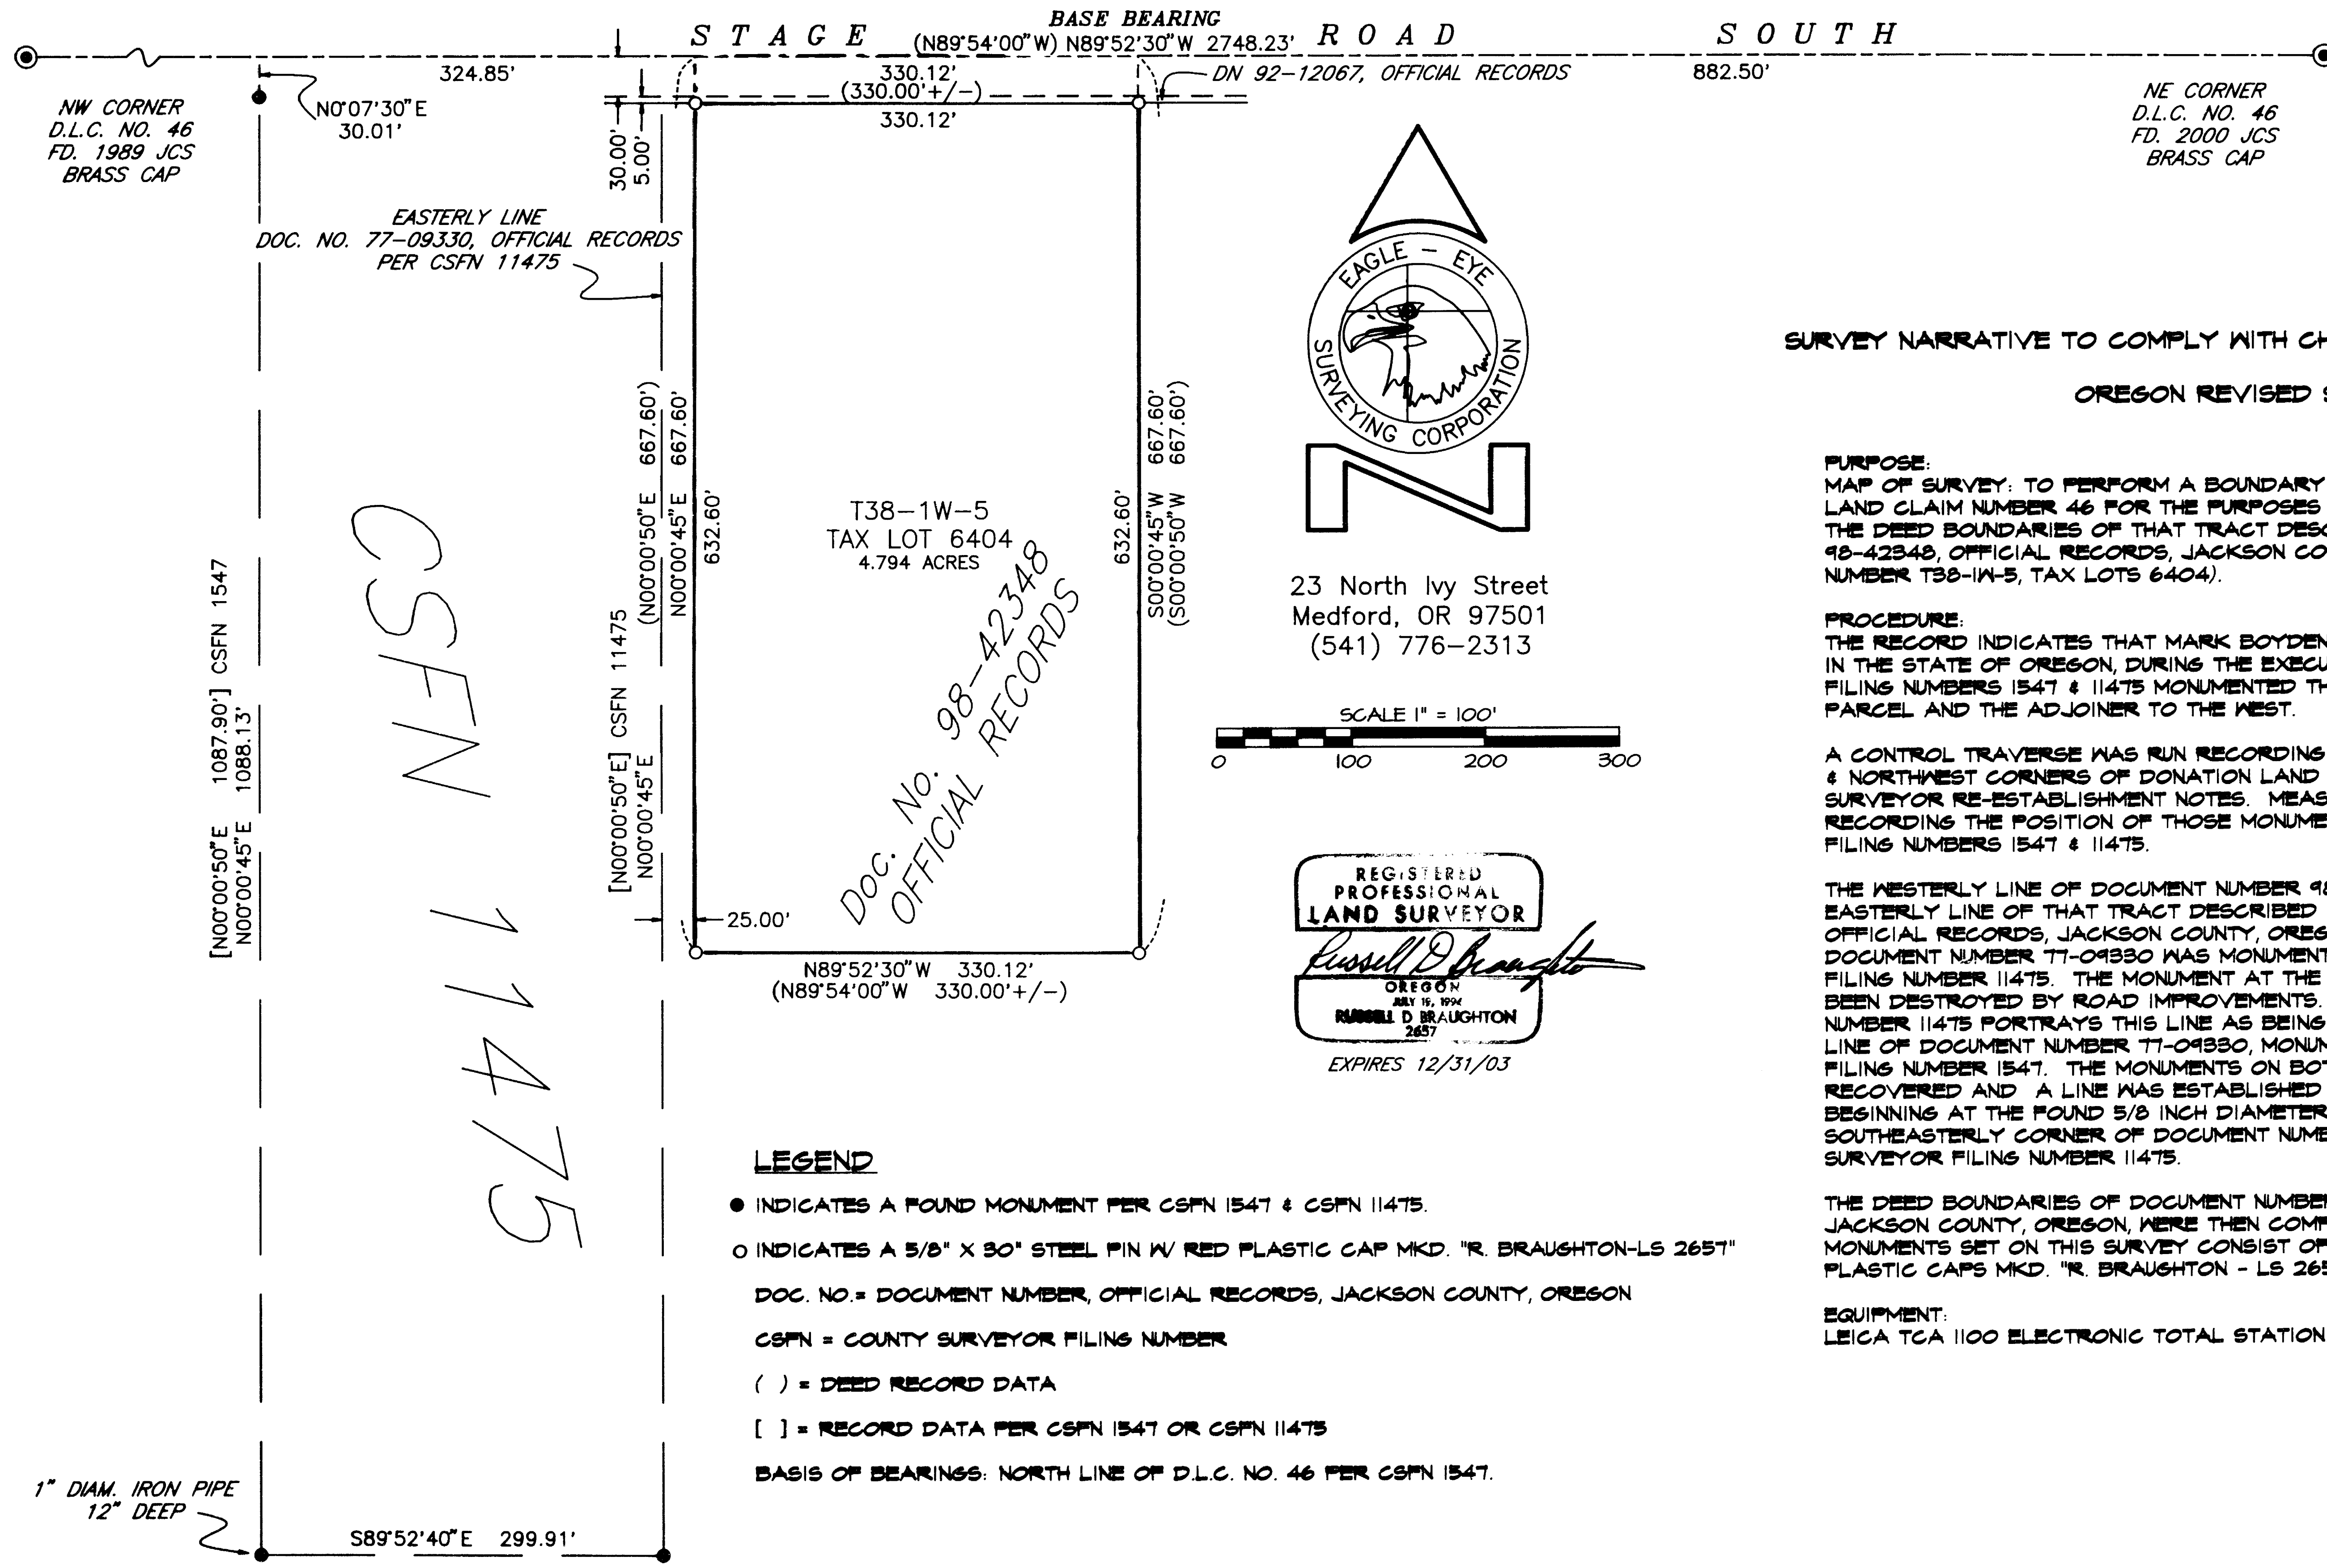 STAGE ROAD SOUTH
BASE BEARING
(N89°54'00"W) N89°52'30"W 2748.23'
324.85'
330.12'
(330.00'+/-)
330.12'
DN 92-12067, OFFICIAL RECORDS
882.50'
NW CORNER
D.L.C. NO. 46
FD. 1989 JCS
BRASS CAP
N0°07'30"E
30.01'
30.00'
5.00'
NE CORNER
D.L.C. NO. 46
FD. 2000 JCS
BRASS CAP
EASTERLY LINE
DOC. NO. 77-09330, OFFICIAL RECORDS
PER CSFN 11475
(N00°00'50"E 667.60')
N00°00'45"E 667.60'
632.60'
T38-1W-5
TAX LOT 6404
4.794 ACRES
632.60'
S00°00'45"W 667.60'
(S00°00'50"W 667.60')
DOC. NO. 98-42348
OFFICIAL RECORDS
[N00°00'50"E 1087.90'] CSFN 1547
N00°00'45"E 1088.13'
CSFN 11475
[N00°00'50"E] CSFN 11475
N00°00'45"E
25.00'
N89°52'30"W 330.12'
(N89°54'00"W 330.00'+/-)
1" DIAM. IRON PIPE
12" DEEP
S89°52'40"E 299.91'
EAGLE - EYE
SURVEYING CORPORATION
N
23 North Ivy Street
Medford, OR 97501
(541) 776-2313
SCALE 1" = 100'
0 100 200 300
REGISTERED
PROFESSIONAL
LAND SURVEYOR
Russell D Braughton
OREGON
JULY 19, 1994
RUSSELL D BRAUGHTON
2657
EXPIRES 12/31/03
LEGEND
INDICATES A FOUND MONUMENT PER CSFN 1547 & CSFN 11475.
INDICATES A 5/8" X 30" STEEL PIN W/ RED PLASTIC CAP MKD. "R. BRAUGHTON-LS 2657"
DOC. NO.= DOCUMENT NUMBER, OFFICIAL RECORDS, JACKSON COUNTY, OREGON
CSFN = COUNTY SURVEYOR FILING NUMBER
( ) = DEED RECORD DATA
[ ] = RECORD DATA PER CSFN 1547 OR CSFN 11475
BASIS OF BEARINGS: NORTH LINE OF D.L.C. NO. 46 PER CSFN 1547.
SURVEY NARRATIVE TO COMPLY WITH CH
OREGON REVISED S
PURPOSE:
MAP OF SURVEY: TO PERFORM A BOUNDARY
LAND CLAIM NUMBER 46 FOR THE PURPOSES
THE DEED BOUNDARIES OF THAT TRACT DESC
98-42348, OFFICIAL RECORDS, JACKSON CO
NUMBER T38-1W-5, TAX LOTS 6404).
PROCEDURE:
THE RECORD INDICATES THAT MARK BOYDEN
IN THE STATE OF OREGON, DURING THE EXECU
FILING NUMBERS 1547 & 11475 MONUMENTED TH
PARCEL AND THE ADJOINER TO THE WEST.
A CONTROL TRAVERSE WAS RUN RECORDING
& NORTHWEST CORNERS OF DONATION LAND
SURVEYOR RE-ESTABLISHMENT NOTES. MEAS
RECORDING THE POSITION OF THOSE MONUME
FILING NUMBERS 1547 & 11475.
THE WESTERLY LINE OF DOCUMENT NUMBER 98
EASTERLY LINE OF THAT TRACT DESCRIBED
OFFICIAL RECORDS, JACKSON COUNTY, OREG
DOCUMENT NUMBER 77-09330 WAS MONUMENT
FILING NUMBER 11475. THE MONUMENT AT THE
BEEN DESTROYED BY ROAD IMPROVEMENTS.
NUMBER 11475 PORTRAYS THIS LINE AS BEING
LINE OF DOCUMENT NUMBER 77-09330, MONUM
FILING NUMBER 1547. THE MONUMENTS ON BOT
RECOVERED AND A LINE WAS ESTABLISHED
BEGINNING AT THE FOUND 5/8 INCH DIAMETER
SOUTHEASTERLY CORNER OF DOCUMENT NUMB
SURVEYOR FILING NUMBER 11475.
THE DEED BOUNDARIES OF DOCUMENT NUMBER
JACKSON COUNTY, OREGON, WERE THEN COMP
MONUMENTS SET ON THIS SURVEY CONSIST OF
PLASTIC CAPS MKD. "R. BRAUGHTON - LS 265
EQUIPMENT:
LEICA TCA 1100 ELECTRONIC TOTAL STATION